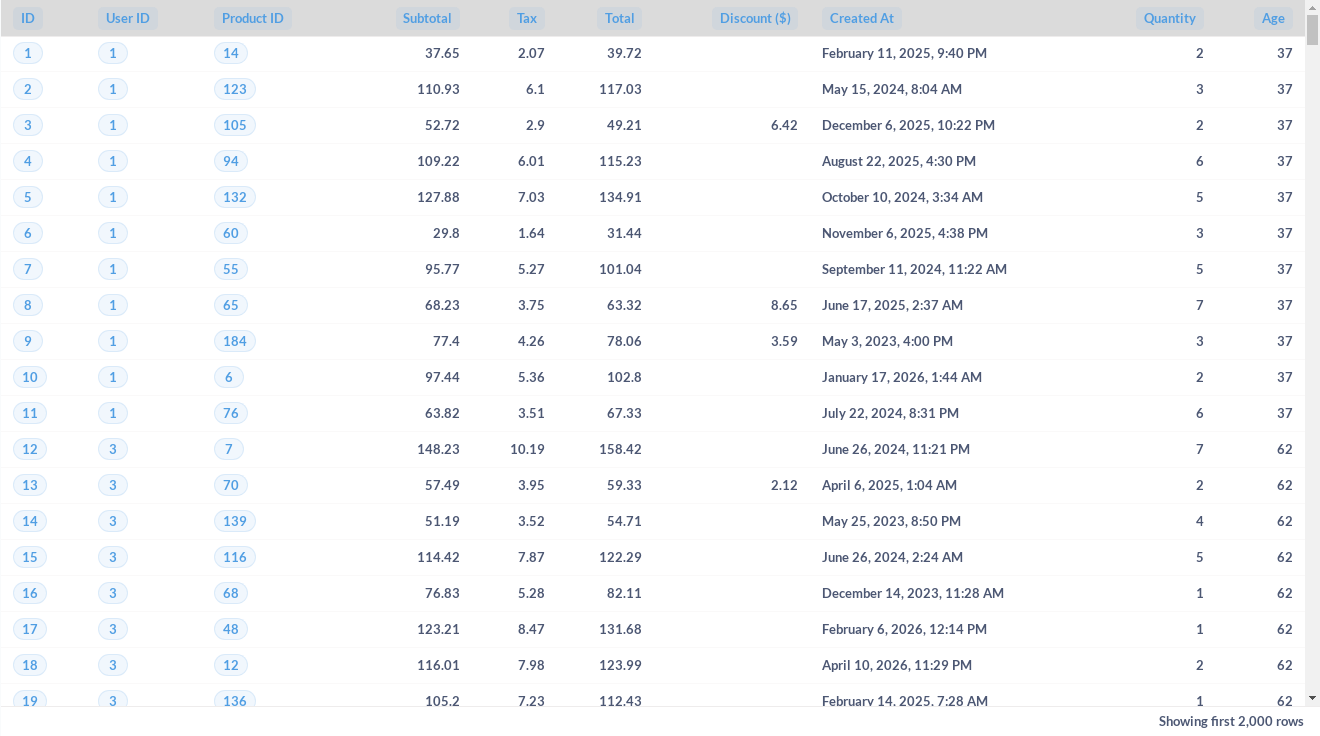 ID User ID Product ID Subtotal Tax Total Discount ($) Created At Quantity Age
1 1 14 37.65 2.07 39.72 February 11, 2025, 9:40 PM 2 37
2 1 123 110.93 6.1 117.03 May 15, 2024, 8:04 AM 3 37
3 1 105 52.72 2.9 49.21 6.42 December 6, 2025, 10:22 PM 2 37
4 1 94 109.22 6.01 115.23 August 22, 2025, 4:30 PM 6 37
5 1 132 127.88 7.03 134.91 October 10, 2024, 3:34 AM 5 37
6 1 60 29.8 1.64 31.44 November 6, 2025, 4:38 PM 3 37
7 1 55 95.77 5.27 101.04 September 11, 2024, 11:22 AM 5 37
8 1 65 68.23 3.75 63.32 8.65 June 17, 2025, 2:37 AM 7 37
9 1 184 77.4 4.26 78.06 3.59 May 3, 2023, 4:00 PM 3 37
10 1 6 97.44 5.36 102.8 January 17, 2026, 1:44 AM 2 37
11 1 76 63.82 3.51 67.33 July 22, 2024, 8:31 PM 6 37
12 3 7 148.23 10.19 158.42 June 26, 2024, 11:21 PM 7 62
13 3 70 57.49 3.95 59.33 2.12 April 6, 2025, 1:04 AM 2 62
14 3 139 51.19 3.52 54.71 May 25, 2023, 8:50 PM 4 62
15 3 116 114.42 7.87 122.29 June 26, 2024, 2:24 AM 5 62
16 3 68 76.83 5.28 82.11 December 14, 2023, 11:28 AM 1 62
17 3 48 123.21 8.47 131.68 February 6, 2026, 12:14 PM 1 62
18 3 12 116.01 7.98 123.99 April 10, 2026, 11:29 PM 2 62
19 3 136 105.2 7.23 112.43 February 14, 2025, 7:28 AM 1 62
Showing first 2,000 rows